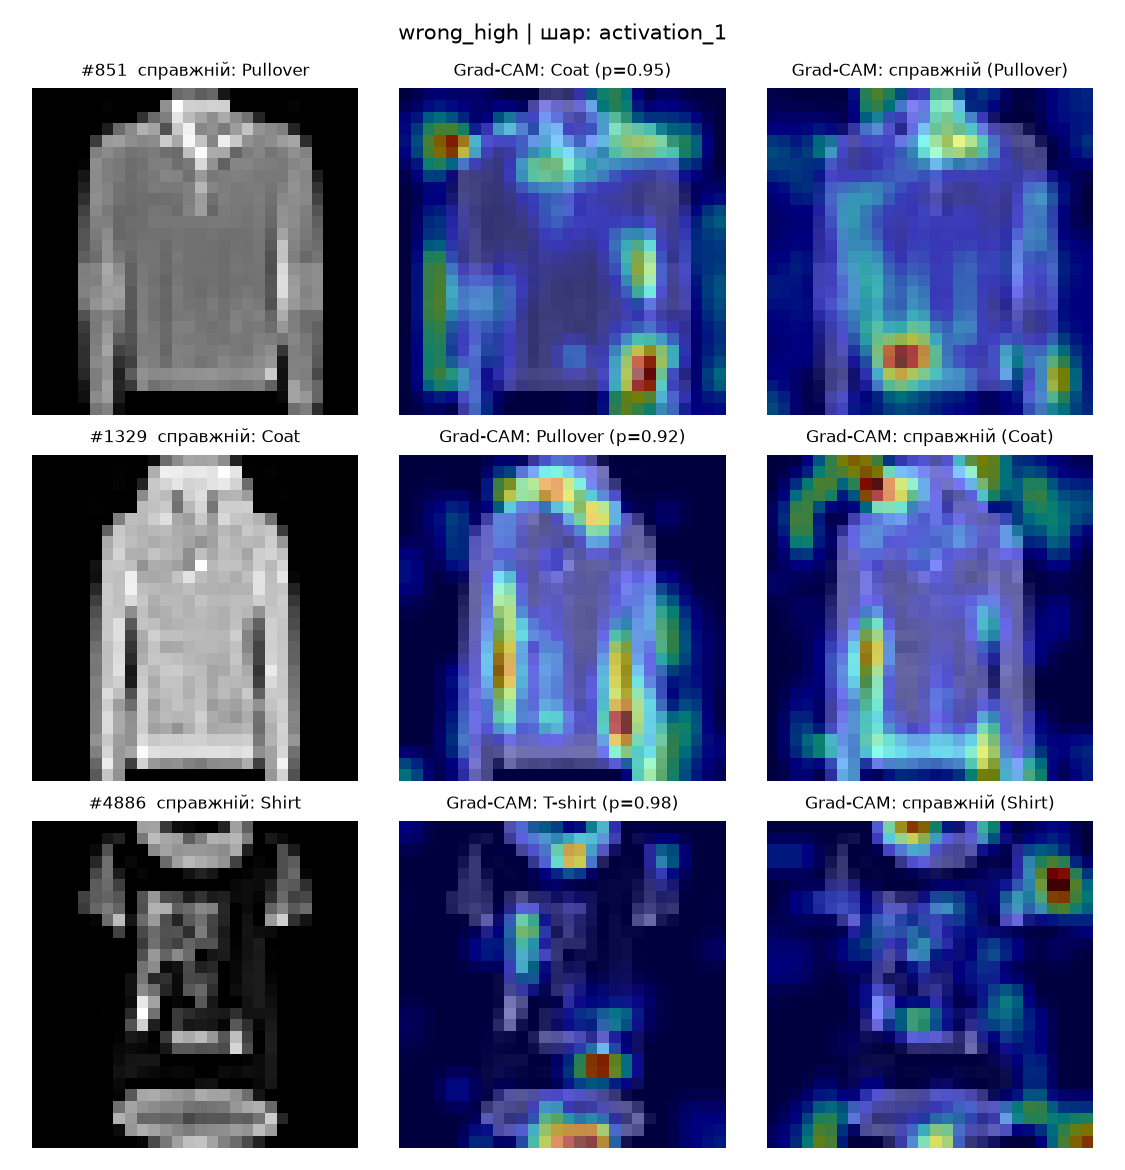 wrong_high | шар: activation_1
#851 справжній: Pullover
Grad-CAM: Coat (p=0.95)
Grad-CAM: справжній (Pullover)
#1329 справжній: Coat
Grad-CAM: Pullover (p=0.92)
Grad-CAM: справжній (Coat)
#4886 справжній: Shirt
Grad-CAM: T-shirt (p=0.98)
Grad-CAM: справжній (Shirt)